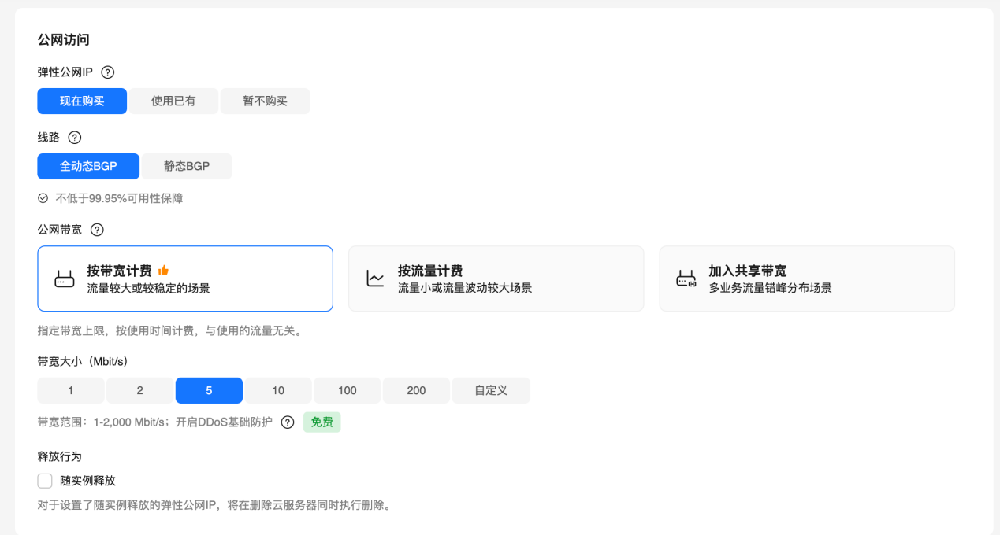 公网访问
弹性公网IP ?
现在购买 使用已有 暂不购买
线路 ?
全动态BGP 静态BGP
不低于99.95%可用性保障
公网带宽 ?
按带宽计费 按流量计费 加入共享带宽
流量较大或较稳定的场景 流量小或流量波动较大场景 多业务流量错峰分布场景
指定带宽上限，按使用时间计费，与使用的流量无关。
带宽大小（Mbit/s）
1 2 5 10 100 200 自定义
带宽范围：1-2,000 Mbit/s；开启DDoS基础防护 ? 免费
释放行为
随实例释放
对于设置了随实例释放的弹性公网IP，将在删除云服务器同时执行删除。